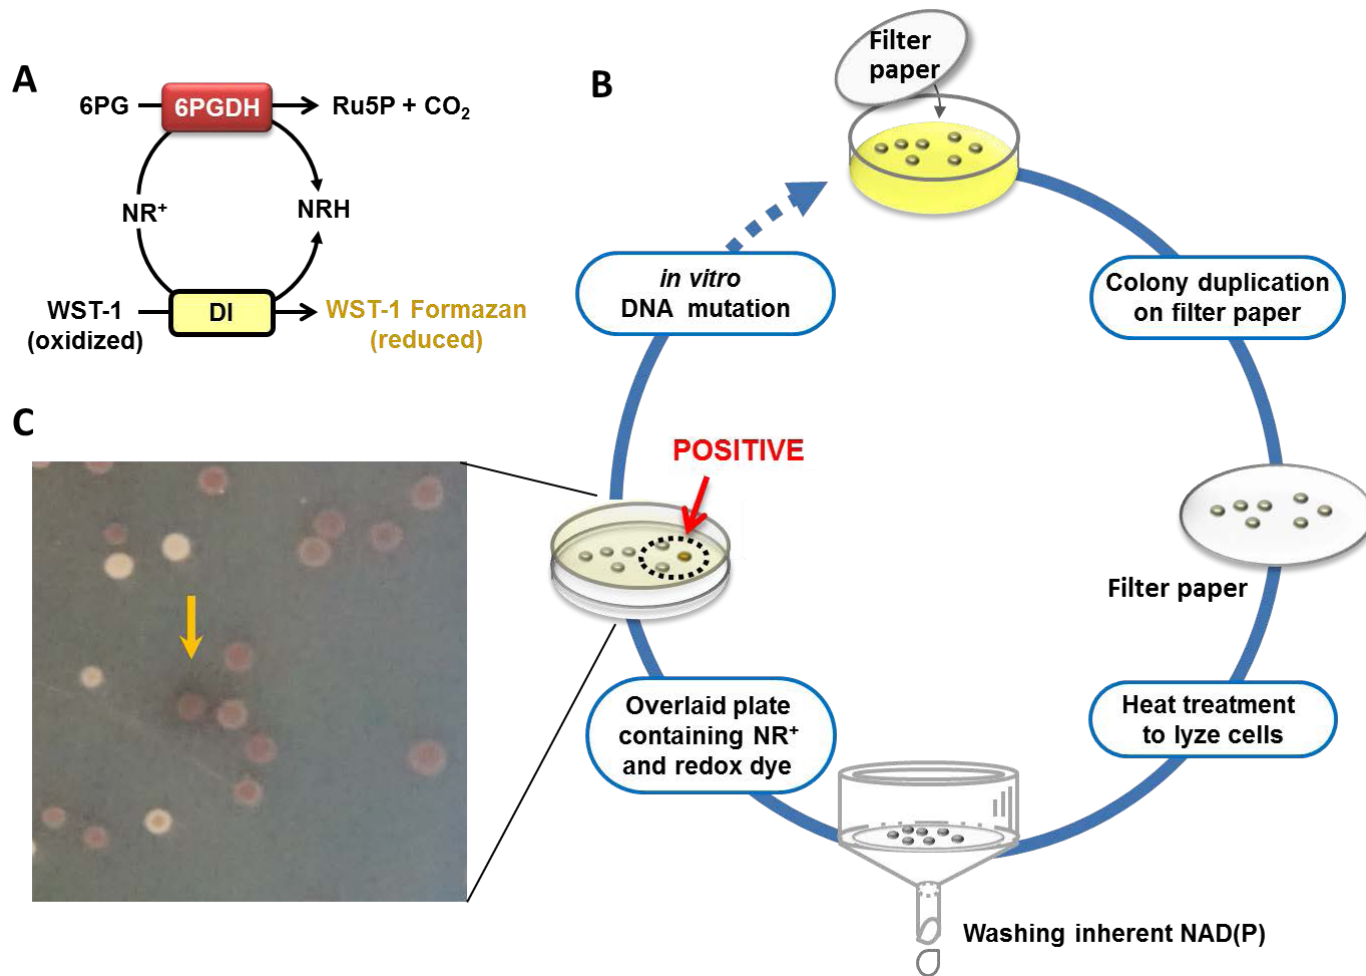 A
6PG
6PGDH
Ru5P + CO₂
NR⁺
NRH
WST-1
(oxidized)
DI
WST-1 Formazan
(reduced)
B
Filter
paper
Colony duplication
on filter paper
Filter paper
Heat treatment
to lyze cells
Washing inherent NAD(P)
Overlaid plate
containing NR⁺
and redox dye
POSITIVE
in vitro
DNA mutation
C